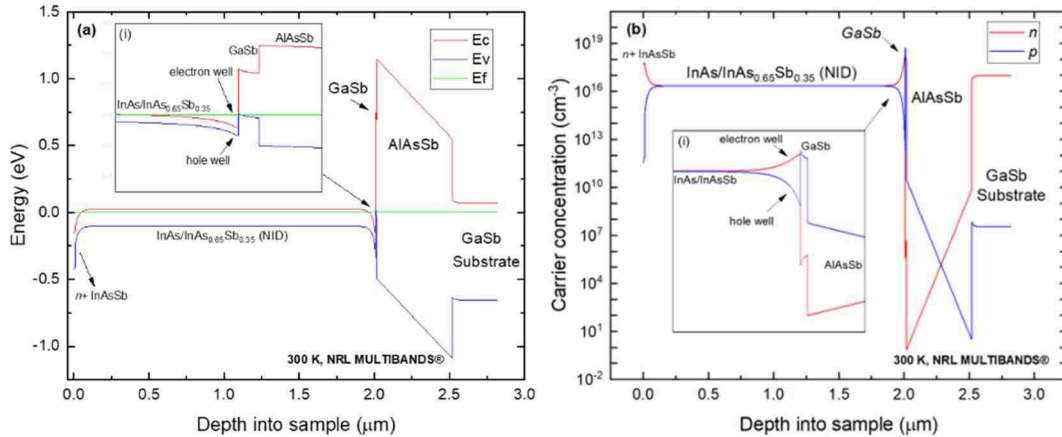 (a)
(i)
AlAsSb
GaSb
electron well
InAs/InAs0.65Sb0.35
hole well
Ec
Ev
Ef
GaSb
AlAsSb
InAs/InAs0.65Sb0.35 (NID)
n+ InAsSb
GaSb
Substrate
300 K, NRL MULTIBANDS®
1.5
1.0
0.5
0.0
-0.5
-1.0
Energy (eV)
0.0 0.5 1.0 1.5 2.0 2.5 3.0
Depth into sample (μm)
(b)
GaSb
n
p
n+ InAsSb
InAs/InAs0.65Sb0.35 (NID)
AlAsSb
(i)
electron well
GaSb
InAs/InAsSb
hole well
AlAsSb
GaSb
Substrate
300 K, NRL MULTIBANDS®
10^19
10^16
10^13
10^10
10^7
10^4
10^1
10^-2
Carrier concentration (cm-3)
0.0 0.5 1.0 1.5 2.0 2.5 3.0
Depth into sample (μm)